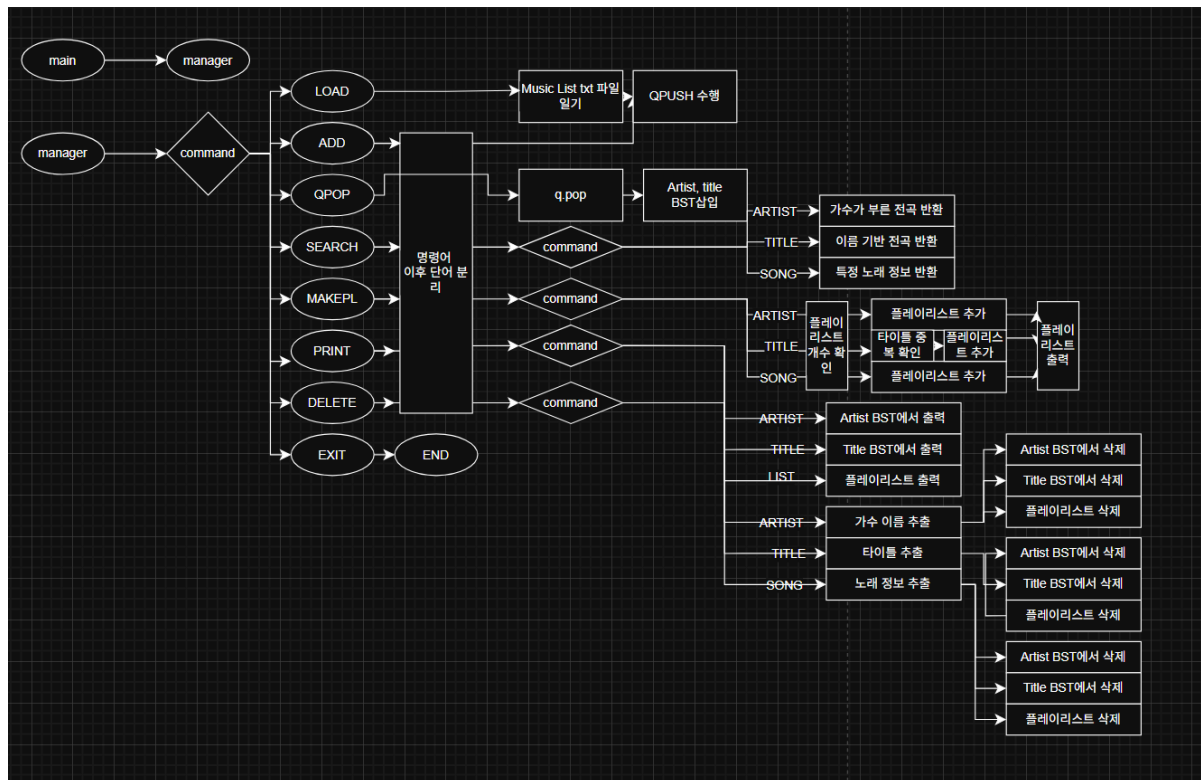 main
manager
manager
command
LOAD
ADD
QPOP
SEARCH
MAKEPL
PRINT
DELETE
EXIT
END
명령어
이후 단어 분
리
Music List txt 파일
일기
QPUSH 수행
q.pop
Artist, title
BST삽입
command
command
command
command
ARTIST
가수가 부른 전곡 반환
TITLE
이름 기반 전곡 반환
SONG
특정 노래 정보 반환
ARTIST
TITLE
SONG
플레이
리스트
개수 확
인
플레이리스트 추가
타이틀 중
복 확인
플레이리스
트 추가
플레이리스트 추가
플레이
리스트
출력
ARTIST
Artist BST에서 출력
TITLE
Title BST에서 출력
LIST
플레이리스트 출력
ARTIST
가수 이름 추출
TITLE
타이틀 추출
SONG
노래 정보 추출
Artist BST에서 삭제
Title BST에서 삭제
플레이리스트 삭제
Artist BST에서 삭제
Title BST에서 삭제
플레이리스트 삭제
Artist BST에서 삭제
Title BST에서 삭제
플레이리스트 삭제